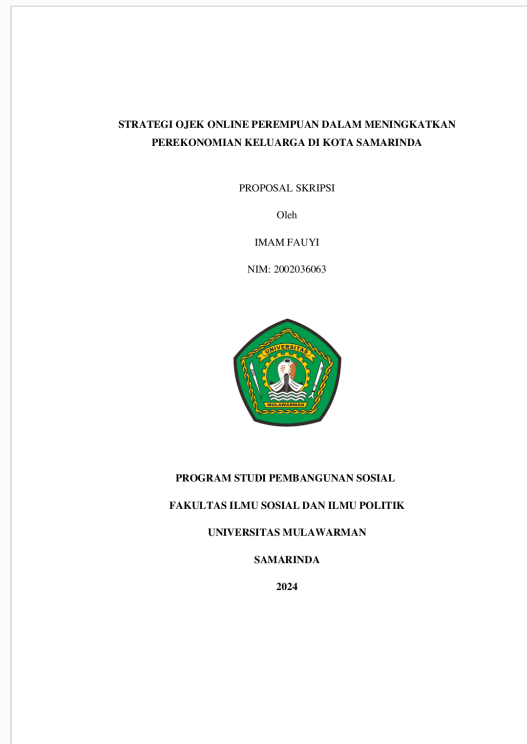 STRATEGI OJEK ONLINE PEREMPUAN DALAM MENINGKATKAN
PEREKONOMIAN KELUARGA DI KOTA SAMARINDA
PROPOSAL SKRIPSI
Oleh
IMAM FAUYI
NIM: 2002036063
UNIVERSITAS
MULAWARMAN
PROGRAM STUDI PEMBANGUNAN SOSIAL
FAKULTAS ILMU SOSIAL DAN ILMU POLITIK
UNIVERSITAS MULAWARMAN
SAMARINDA
2024